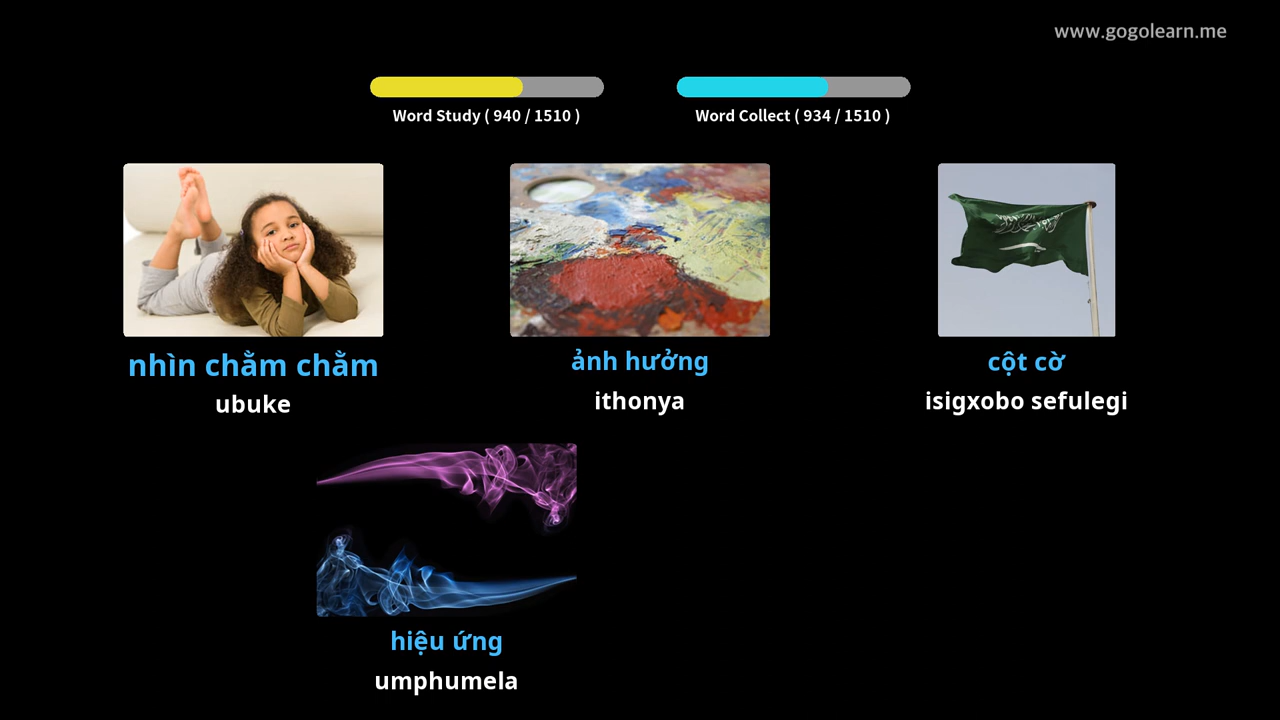 www.gogolearn.me
Word Study ( 940 / 1510 )
Word Collect ( 934 / 1510 )
nhìn chằm chằm
ubuke
ảnh hưởng
ithonya
cột cờ
isigxobo sefulegi
hiệu ứng
umphumela